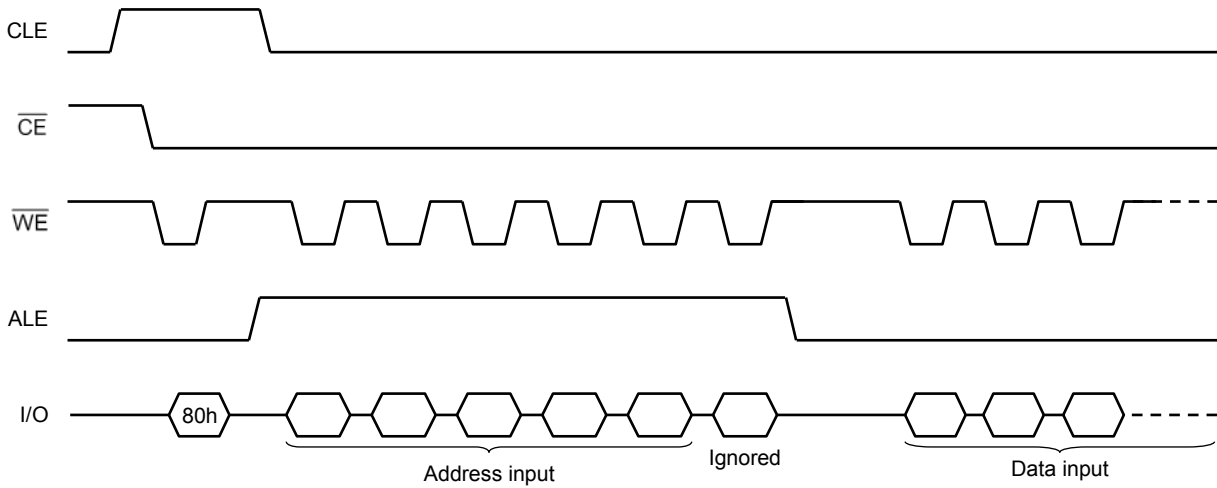 CLE
CE
WE
ALE
I/O
80h
Address input
Ignored
Data input